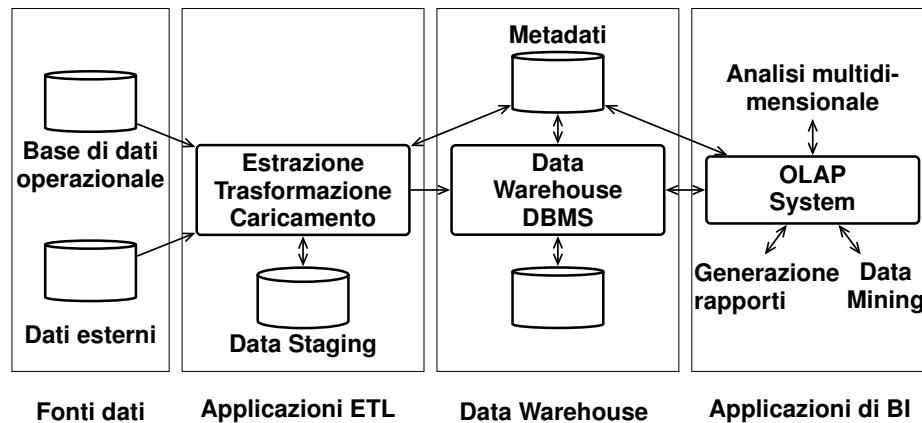 Base di dati
operazionale
Dati esterni
Fonti dati
Estrazione
Trasformazione
Caricamento
Data Staging
Applicazioni ETL
Metadati
Data
Warehouse
DBMS
Data Warehouse
Analisi multidi-
mensionale
OLAP
System
Generazione
rapporti
Data
Mining
Applicazioni di BI